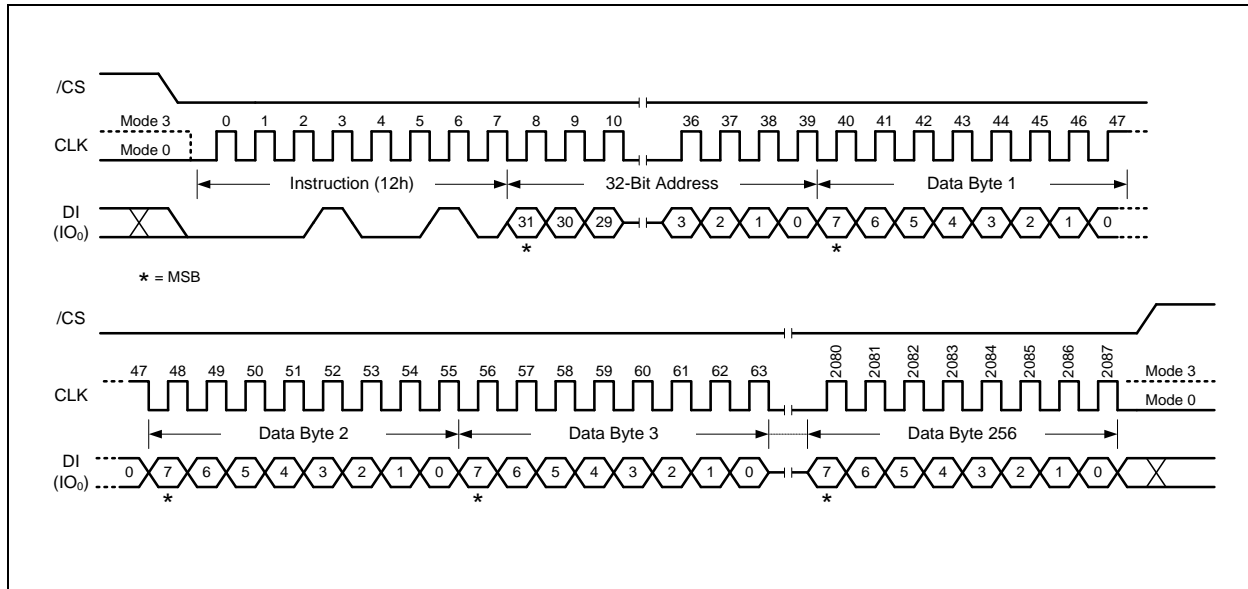 /CS
Mode 3 0 1 2 3 4 5 6 7 8 9 10 36 37 38 39 40 41 42 43 44 45 46 47
CLK Mode 0
Instruction (12h) 32-Bit Address Data Byte 1
DI
(IO₀) 31 30 29 3 2 1 0 7 6 5 4 3 2 1 0
* *
* = MSB
/CS
47 48 49 50 51 52 53 54 55 56 57 58 59 60 61 62 63 2080 2081 2082 2083 2084 2085 2086 2087 Mode 3
CLK Mode 0
Data Byte 2 Data Byte 3 Data Byte 256
DI
(IO₀) 0 7 6 5 4 3 2 1 0 7 6 5 4 3 2 1 0 7 6 5 4 3 2 1 0
* * *